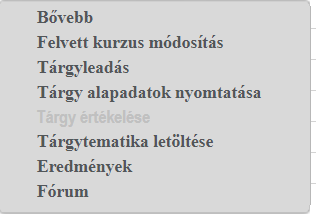 Bővebb
Felvett kurzus módosítás
Tárgyleadás
Tárgy alapadatok nyomtatása
Tárgy értékelése
Tárgytematika letöltése
Eredmények
Fórum